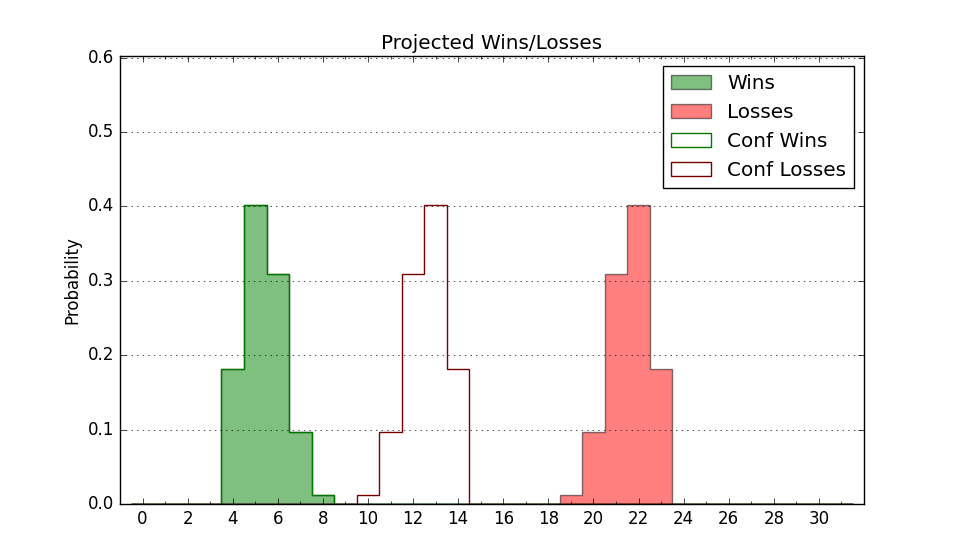 Projected Wins/Losses
0.6
0.5
0.4
0.3
0.2
0.1
0.0
Probability
Wins
Losses
Conf Wins
Conf Losses
0 2 4 6 8 10 12 14 16 18 20 22 24 26 28 30